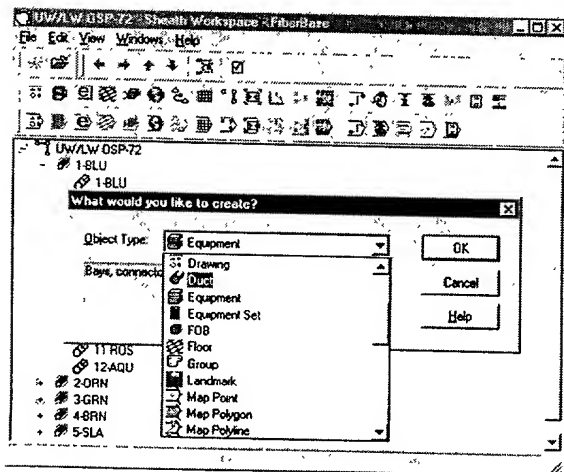 UW/LW OSP-72 - Sheath Workspace - FiberBase
File Edit View Windows Help
UW/LW OSP-72
1-BLU
1-BLU
What would you like to create?
Object Type: Equipment
OK
Bays, connecto
Cancel
Help
Drawing
Duct
Equipment
Equipment Set
FOB
Floor
Group
Landmark
Map Point
Map Polygon
Map Polyline
11-ROS
12-AQU
2-ORN
3-GRN
4-BRN
5-SLA